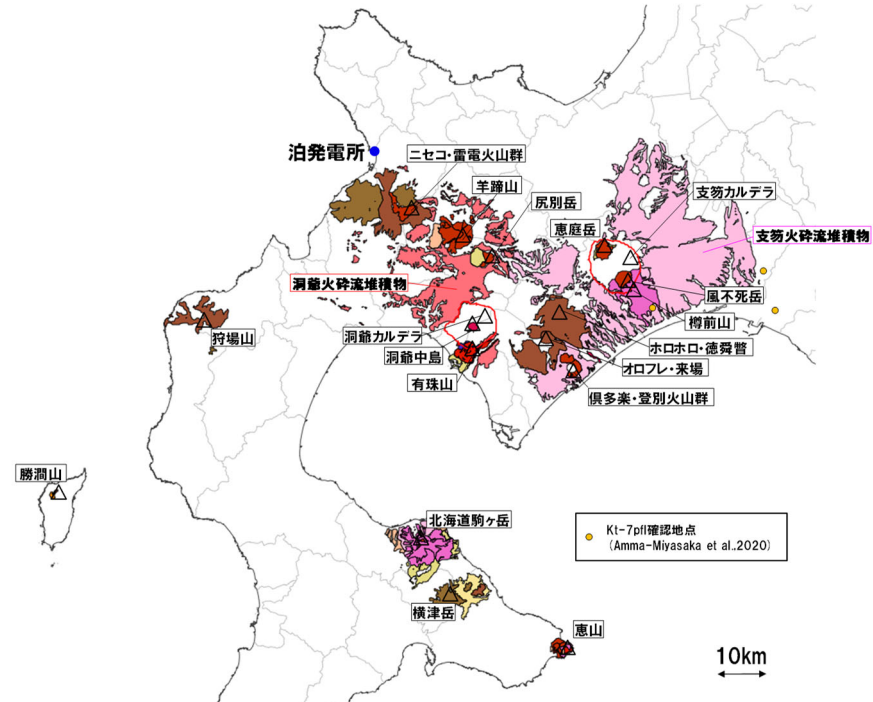 泊発電所
ニセコ・雷電火山群
羊蹄山
尻別岳
恵庭岳
支笏カルデラ
支笏火砕流堆積物
洞爺火砕流堆積物
風不死岳
樽前山
狩場山
洞爺カルデラ
洞爺中島
有珠山
ホロホロ・徳舜瞥
オロフレ・来場
倶多楽・登別火山群
勝澗山
北海道駒ヶ岳
Kt-7pfl確認地点
(Amma-Miyasaka et al.,2020)
横津岳
恵山
10km